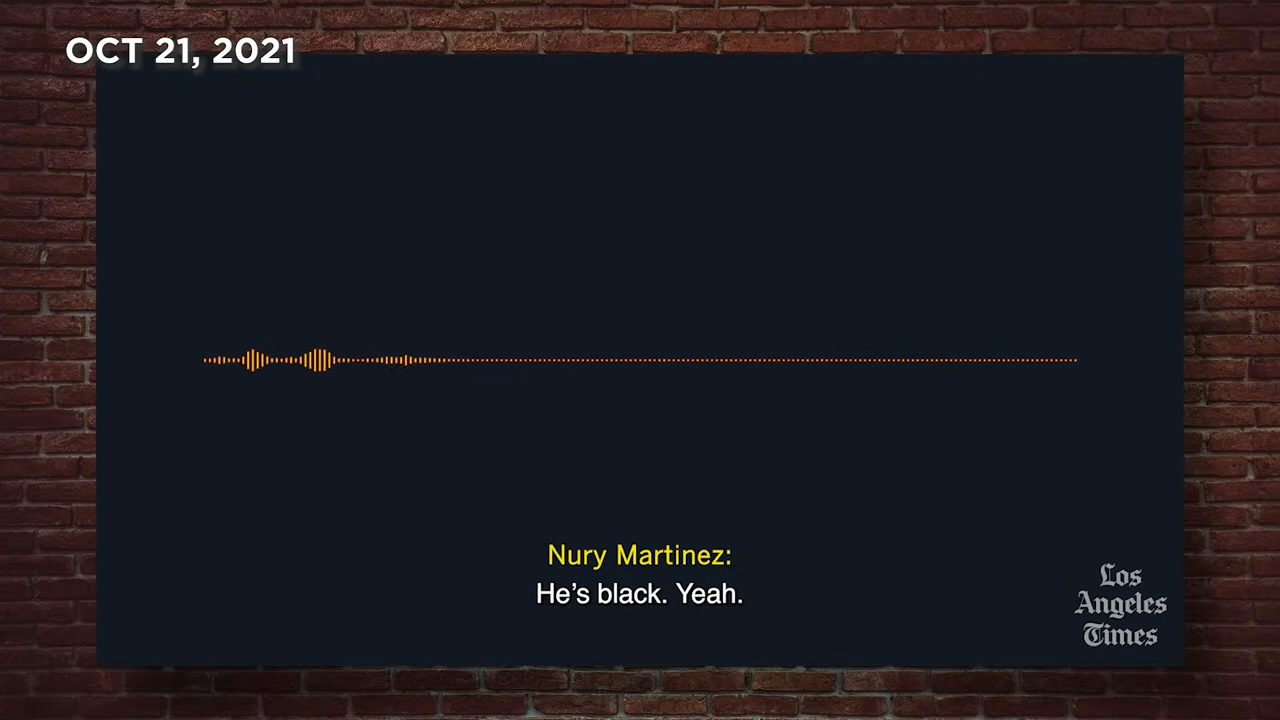 OCT 21, 2021
Nury Martinez:
He's black. Yeah.
Los
Angeles
Times